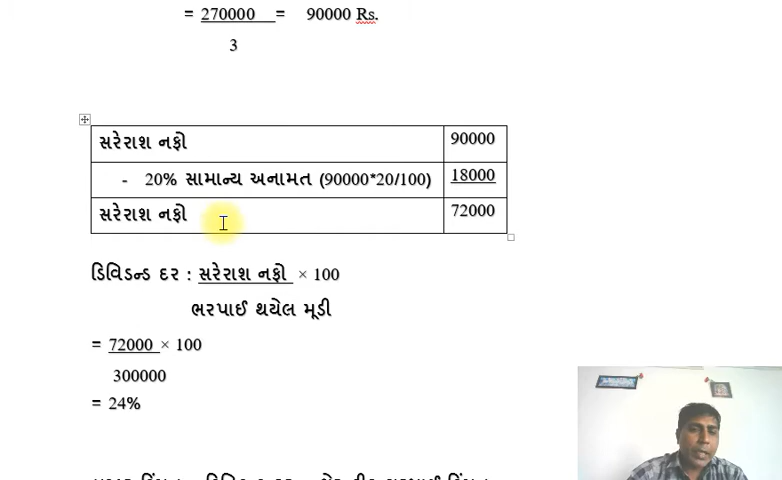 = 270000 = 90000 Rs.
3
સરેરાશ નફો 90000
- 20% સામાન્ય અનામત (90000*20/100) 18000
સરેરાશ નફો 72000
ડિવિડન્ડ દર : સરેરાશ નફો × 100
ભરપાઈ થયેલ મૂડી
= 72000 × 100
300000
= 24%